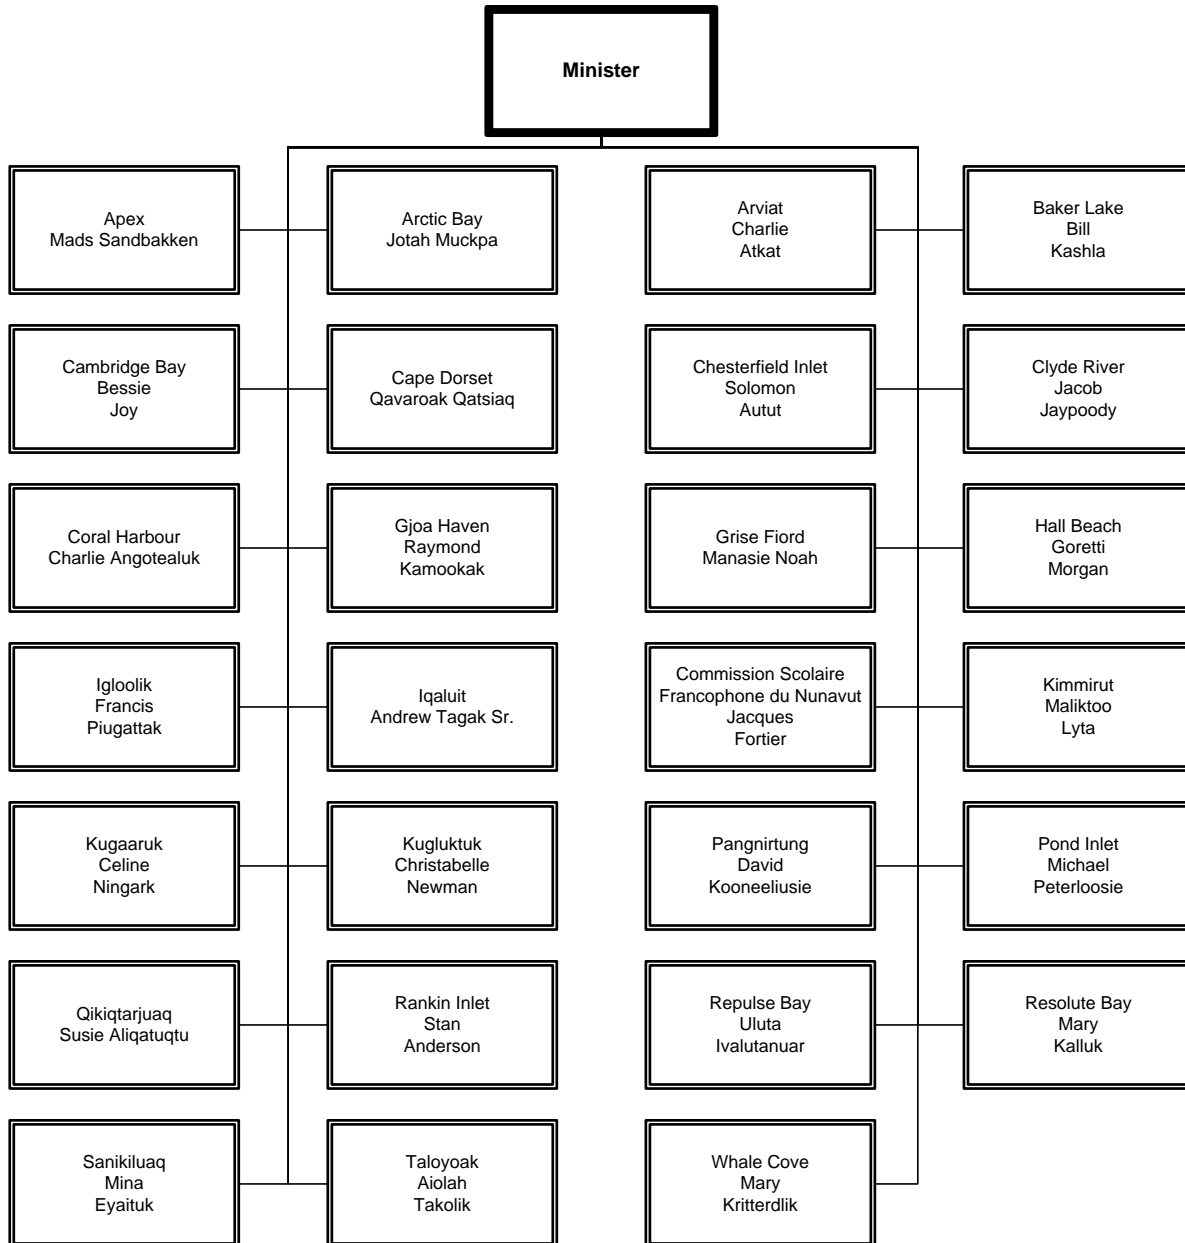 Minister
Apex
Mads Sandbakken
Arctic Bay
Jotah Muckpa
Arviat
Charlie
Atkat
Baker Lake
Bill
Kashla
Cambridge Bay
Bessie
Joy
Cape Dorset
Qavaroak Qatsiaq
Chesterfield Inlet
Solomon
Autut
Clyde River
Jacob
Jaypoody
Coral Harbour
Charlie Angotealuk
Gjoa Haven
Raymond
Kamookak
Grise Fiord
Manasie Noah
Hall Beach
Goretti
Morgan
Igloolik
Francis
Piugattak
Iqaluit
Andrew Tagak Sr.
Commission Scolaire
Francophone du Nunavut
Jacques
Fortier
Kimmirut
Maliktoo
Lyta
Kugaaruk
Celine
Ningark
Kugluktuk
Christabelle
Newman
Pangnirtung
David
Kooneeliusie
Pond Inlet
Michael
Peterloosie
Qikiqtarjuaq
Susie Aliqatuqtu
Rankin Inlet
Stan
Anderson
Repulse Bay
Uluta
Ivalutanuar
Resolute Bay
Mary
Kalluk
Sanikiluaq
Mina
Eyaituk
Taloyoak
Aiolah
Takolik
Whale Cove
Mary
Kritterdlik